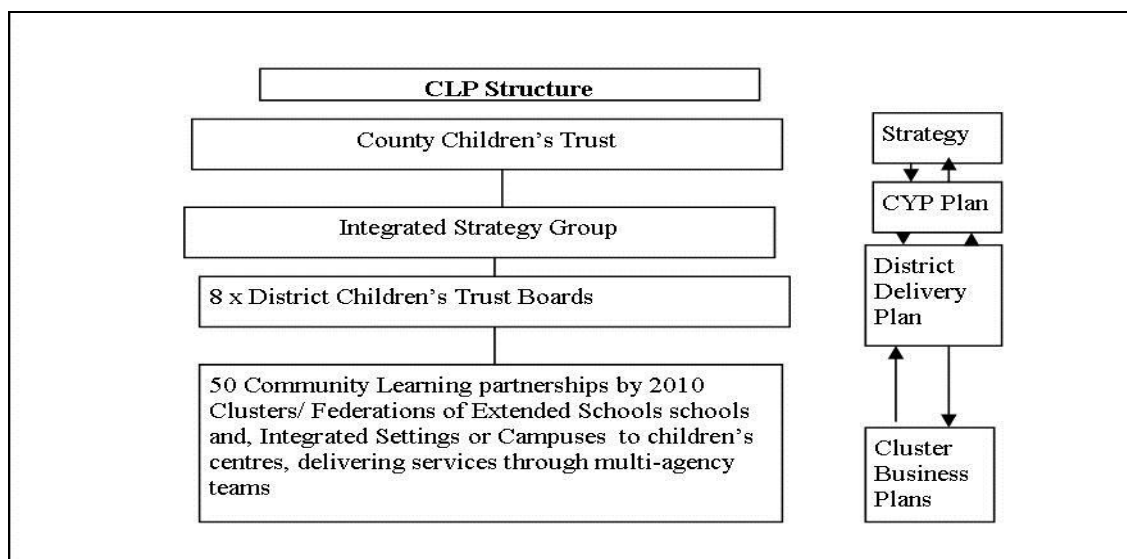 CLP Structure
County Children's Trust
Integrated Strategy Group
8 x District Children's Trust Boards
50 Community Learning partnerships by 2010
Clusters/ Federations of Extended Schools schools
and, Integrated Settings or Campuses to children's
centres, delivering services through multi-agency
teams
Strategy
CYP Plan
District
Delivery
Plan
Cluster
Business
Plans